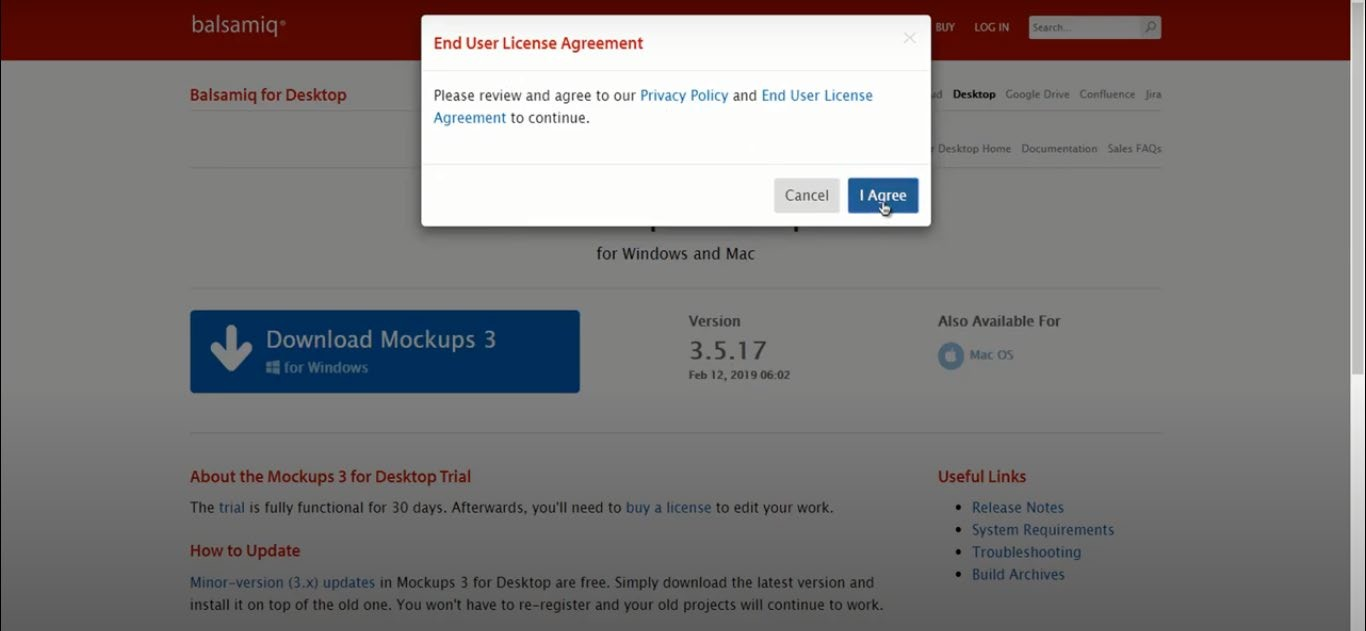 balsamiq®
BUY
LOG IN
Search...
End User License Agreement
×
Please review and agree to our Privacy Policy and End User License
Agreement to continue.
Cancel
I Agree
Balsamiq for Desktop
Desktop
Google Drive
Confluence
Jira
Desktop Home
Documentation
Sales FAQs
for Windows and Mac
Download Mockups 3
for Windows
Version
3.5.17
Feb 12, 2019 06:02
Also Available For
Mac OS
About the Mockups 3 for Desktop Trial
The trial is fully functional for 30 days. Afterwards, you'll need to buy a license to edit your work.
How to Update
Minor-version (3.x) updates in Mockups 3 for Desktop are free. Simply download the latest version and
install it on top of the old one. You won't have to re-register and your old projects will continue to work.
Useful Links
• Release Notes
• System Requirements
• Troubleshooting
• Build Archives